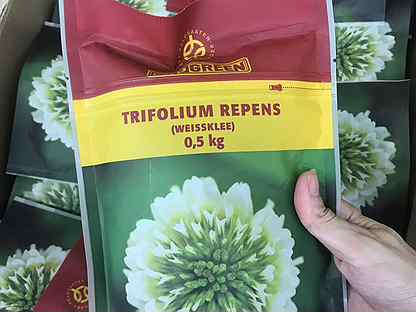 GREEN
TRIFOLIUM REPENS
(WEISSKLEE)
0,5 kg